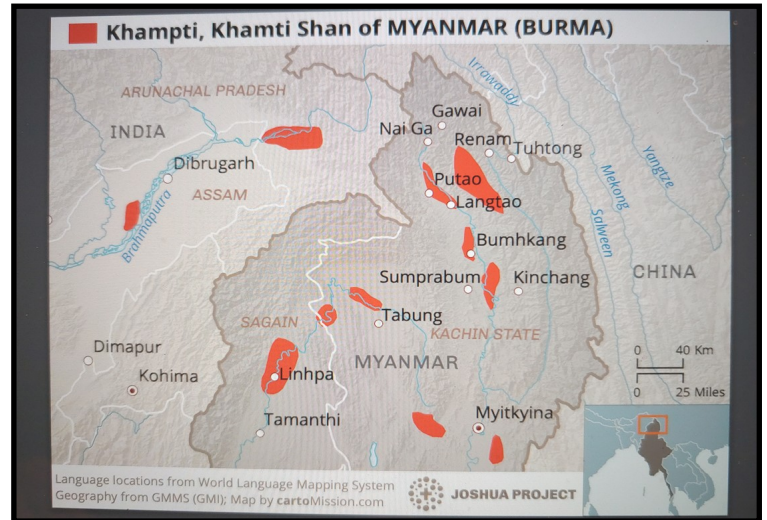 Khampti, Khamti Shan of MYANMAR (BURMA)
Irrawaddy
ARUNACHAL PRADESH
Gawai
INDIA
Nai Ga
Renam
Tuhtong
Yangtze
Dibrugarh
Mekong
Putao
ASSAM
Langtao
Salween
Brahmaputra
Bumhkang
CHINA
Sumprabum
Kinchang
SAGAIN
Tabung
KACHIN STATE
Dimapur
MYANMAR
0 40 Km
Kohima
Linhpa
0 25 Miles
Tamanthi
Myitkyina
Language locations from World Language Mapping System
Geography from GMMS (GMI); Map by cartoMission.com
JOSHUA PROJECT